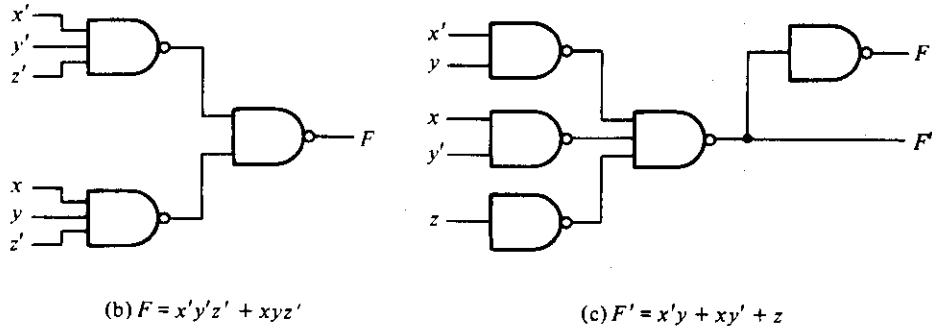 x'
y'
z'
F
x
y
z'
(b) F = x'y'z' + xyz'
x'
y
x
y'
z
F
F'
(c) F' = x'y + xy' + z